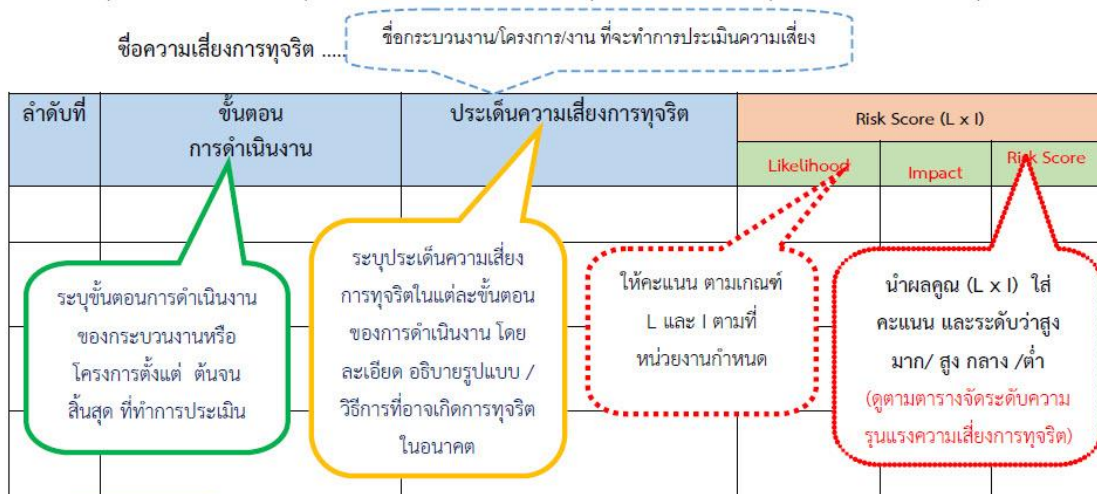 ชื่อความเสี่ยงการทุจริต .....
ชื่อกระบวนงาน/โครงการ/งาน ที่จะทำการประเมินความเสี่ยง
ลำดับที่
ขั้นตอน
การดำเนินงาน
ประเด็นความเสี่ยงการทุจริต
Risk Score (L x I)
Likelihood
Impact
Risk Score
ระบุขั้นตอนการดำเนินงาน
ของกระบวนงานหรือ
โครงการตั้งแต่ ต้นจน
สิ้นสุด ที่ทำการประเมิน
ระบุประเด็นความเสี่ยง
การทุจริตในแต่ละขั้นตอน
ของการดำเนินงาน โดย
ละเอียด อธิบายรูปแบบ /
วิธีการที่อาจเกิดการทุจริต
ในอนาคต
ให้คะแนน ตามเกณฑ์
L และ I ตามที่
หน่วยงานกำหนด
นำผลคูณ (L x I) ใส่
คะแนน และระดับว่าสูง
มาก/ สูง กลาง /ต่ำ
(ดูตามตารางจัดระดับความ
รุนแรงความเสี่ยงการทุจริต)